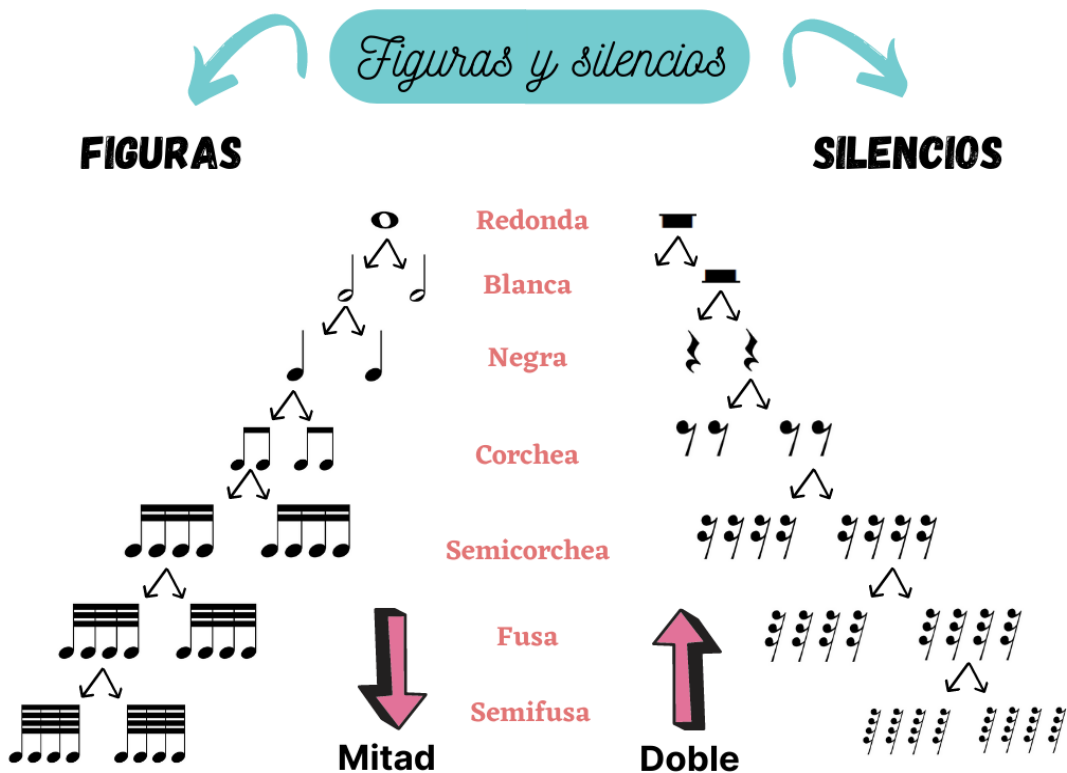 Figuras y silencios
FIGURAS
SILENCIOS
Redonda
Blanca
Negra
Corchea
Semicorchea
Fusa
Semifusa
Mitad
Doble